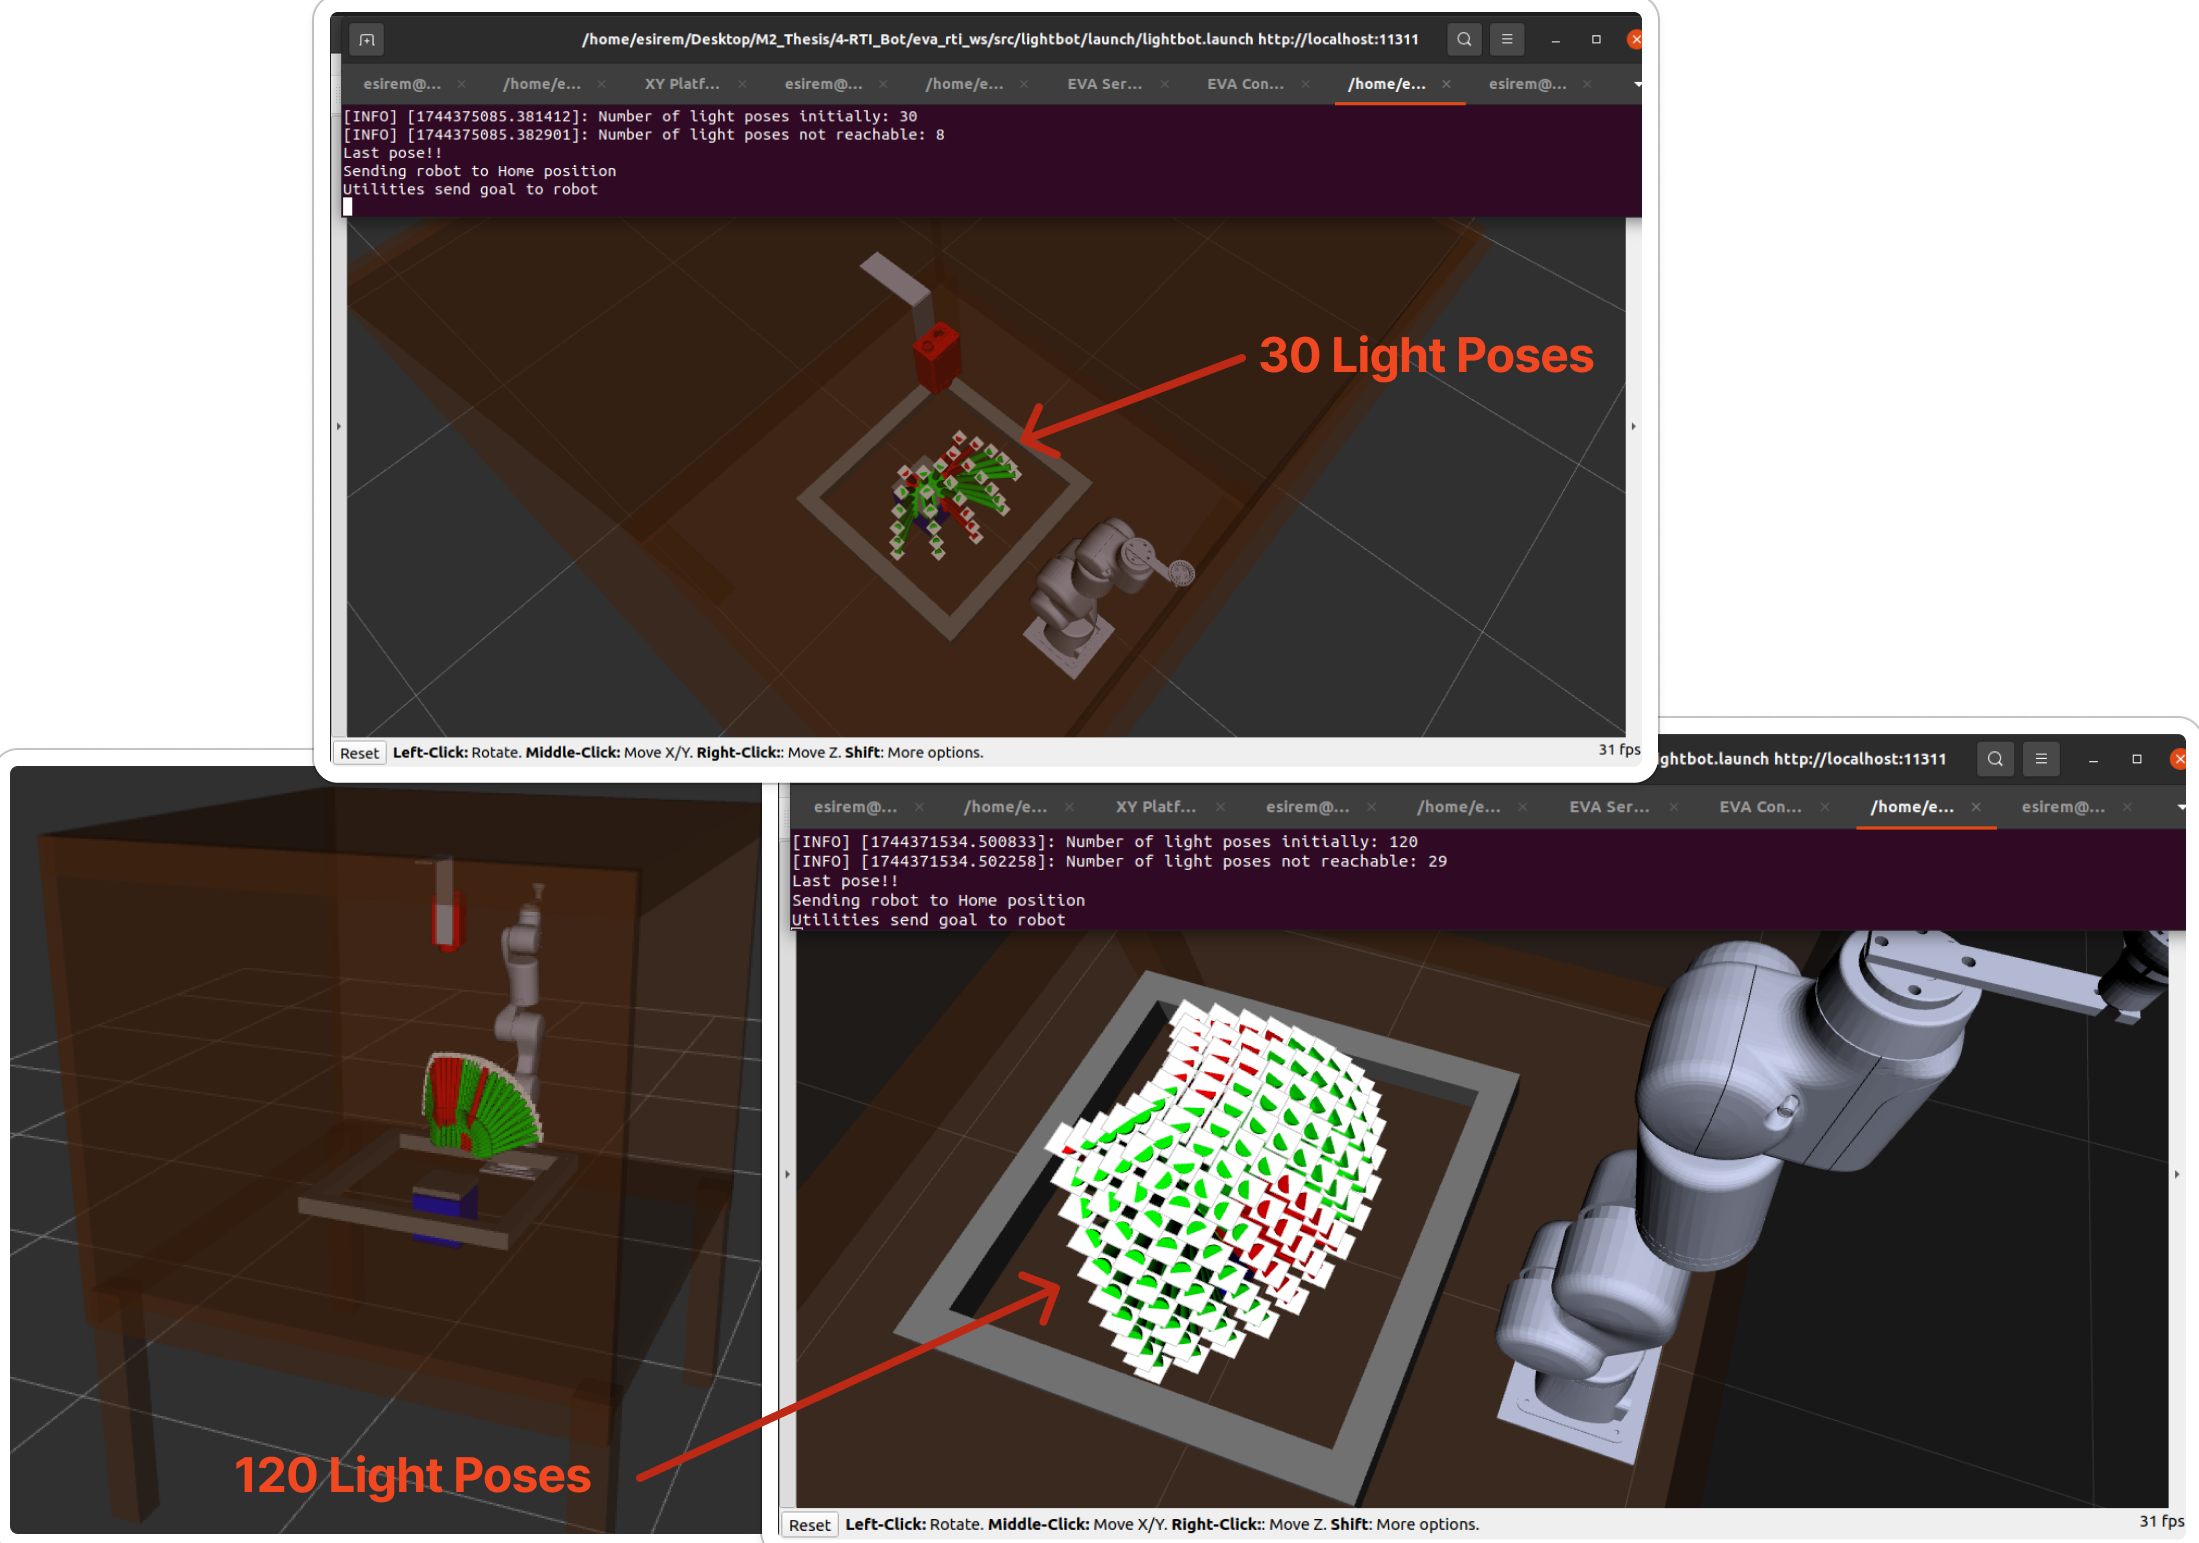 /home/esirem/Desktop/M2_Thesis/4-RTI_Bot/eva_rti_ws/src/lightbot/launch/lightbot.launch http://localhost:11311
esirem@... × /home/e... × XY Platf... × esirem@... × /home/e... × EVA Ser... × EVA Con... × /home/e... × esirem@... ×
[INFO] [1744375085.381412]: Number of light poses initially: 30
[INFO] [1744375085.382901]: Number of light poses not reachable: 8
Last pose!!
Sending robot to Home position
Utilities send goal to robot
30 Light Poses
Reset Left-Click: Rotate. Middle-Click: Move X/Y. Right-Click:: Move Z. Shift: More options. 31 fps
ghtbot.launch http://localhost:11311
esirem@... × /home/e... × XY Platf... × esirem@... × /home/e... × EVA Ser... × EVA Con... × /home/e... × esirem@... ×
[INFO] [1744371534.500833]: Number of light poses initially: 120
[INFO] [1744371534.502258]: Number of light poses not reachable: 29
Last pose!!
Sending robot to Home position
Utilities send goal to robot
120 Light Poses
Reset Left-Click: Rotate. Middle-Click: Move X/Y. Right-Click:: Move Z. Shift: More options. 31 fps